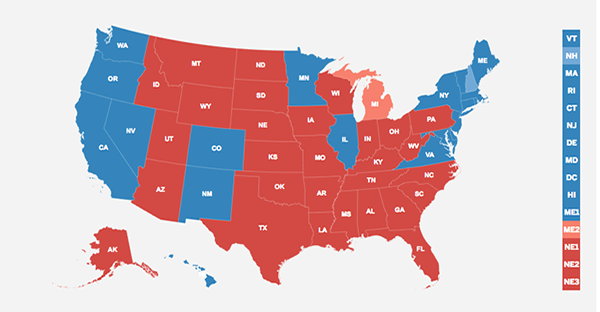 WA
OR
CA
NV
ID
MT
WY
UT
AZ
CO
NM
ND
SD
NE
KS
OK
TX
MN
IA
MO
AR
LA
WI
IL
MI
IN
OH
KY
TN
MS
AL
GA
FL
SC
NC
VA
WV
PA
NY
ME
AK
VT
NH
MA
RI
CT
NJ
DE
MD
DC
HI
ME1
ME2
NE1
NE2
NE3